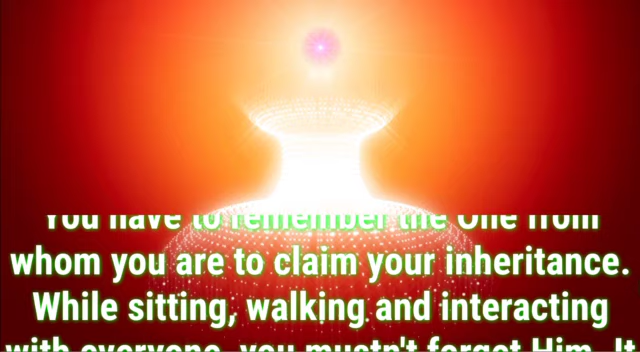 You have to remember the One from
whom you are to claim your inheritance.
While sitting, walking and interacting
with everyone, you mustn't forget Him. It